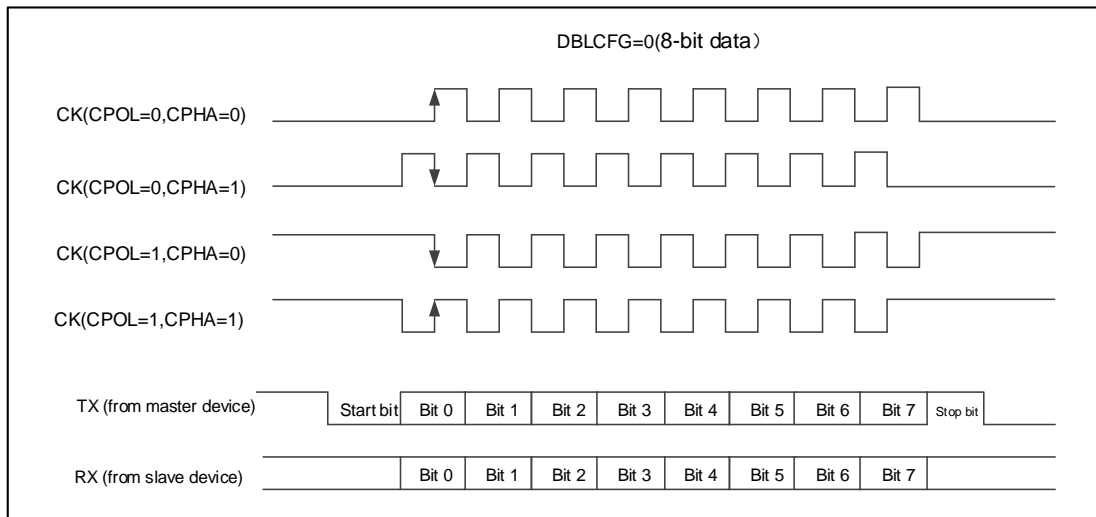 DBLCFG=0(8-bit data）
CK(CPOL=0,CPHA=0)
CK(CPOL=0,CPHA=1)
CK(CPOL=1,CPHA=0)
CK(CPOL=1,CPHA=1)
TX (from master device) Start bit Bit 0 Bit 1 Bit 2 Bit 3 Bit 4 Bit 5 Bit 6 Bit 7 Stop bit
RX (from slave device) Bit 0 Bit 1 Bit 2 Bit 3 Bit 4 Bit 5 Bit 6 Bit 7